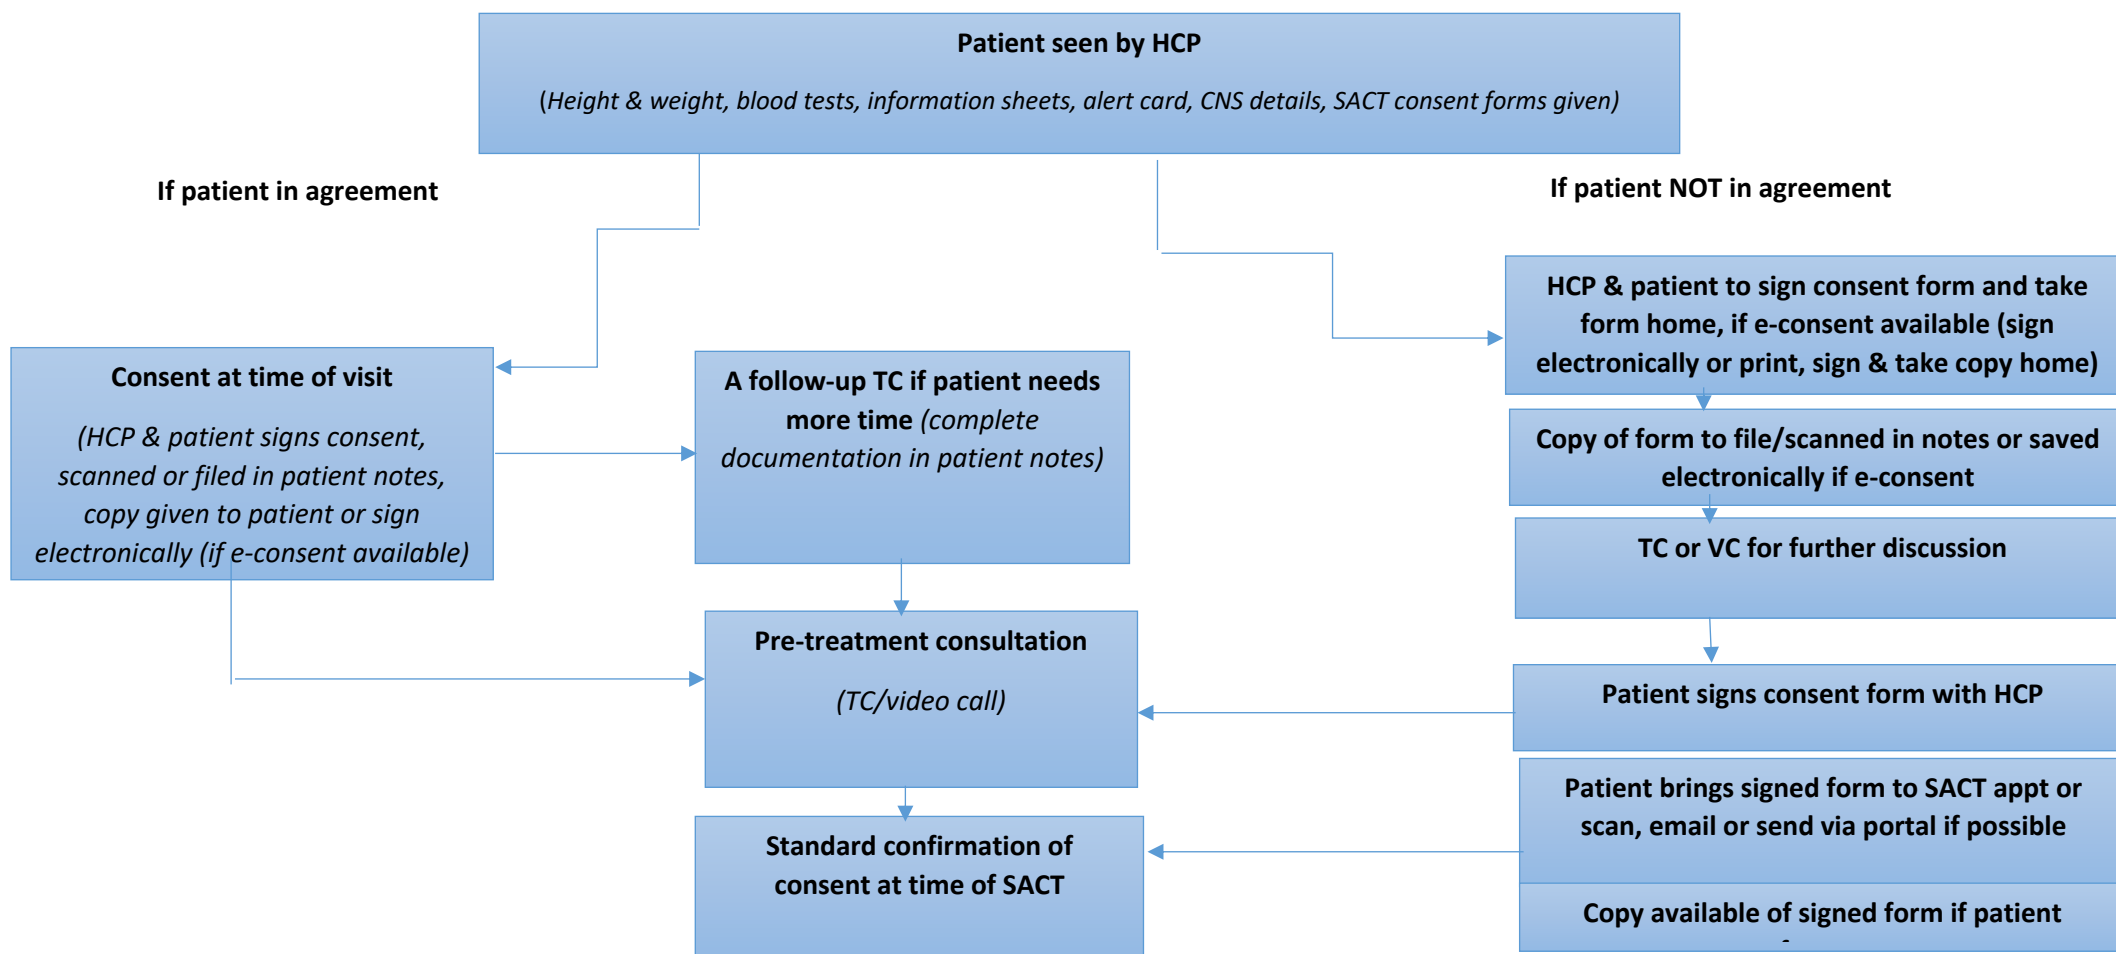 Patient seen by HCP
(Height & weight, blood tests, information sheets, alert card, CNS details, SACT consent forms given)
If patient in agreement
If patient NOT in agreement
Consent at time of visit
(HCP & patient signs consent,
scanned or filed in patient notes,
copy given to patient or sign
electronically (if e-consent available)
A follow-up TC if patient needs
more time (complete
documentation in patient notes)
Pre-treatment consultation
(TC/video call)
Standard confirmation of
consent at time of SACT
HCP & patient to sign consent form and take
form home, if e-consent available (sign
electronically or print, sign & take copy home)
Copy of form to file/scanned in notes or saved
electronically if e-consent
TC or VC for further discussion
Patient signs consent form with HCP
Patient brings signed form to SACT appt or
scan, email or send via portal if possible
Copy available of signed form if patient